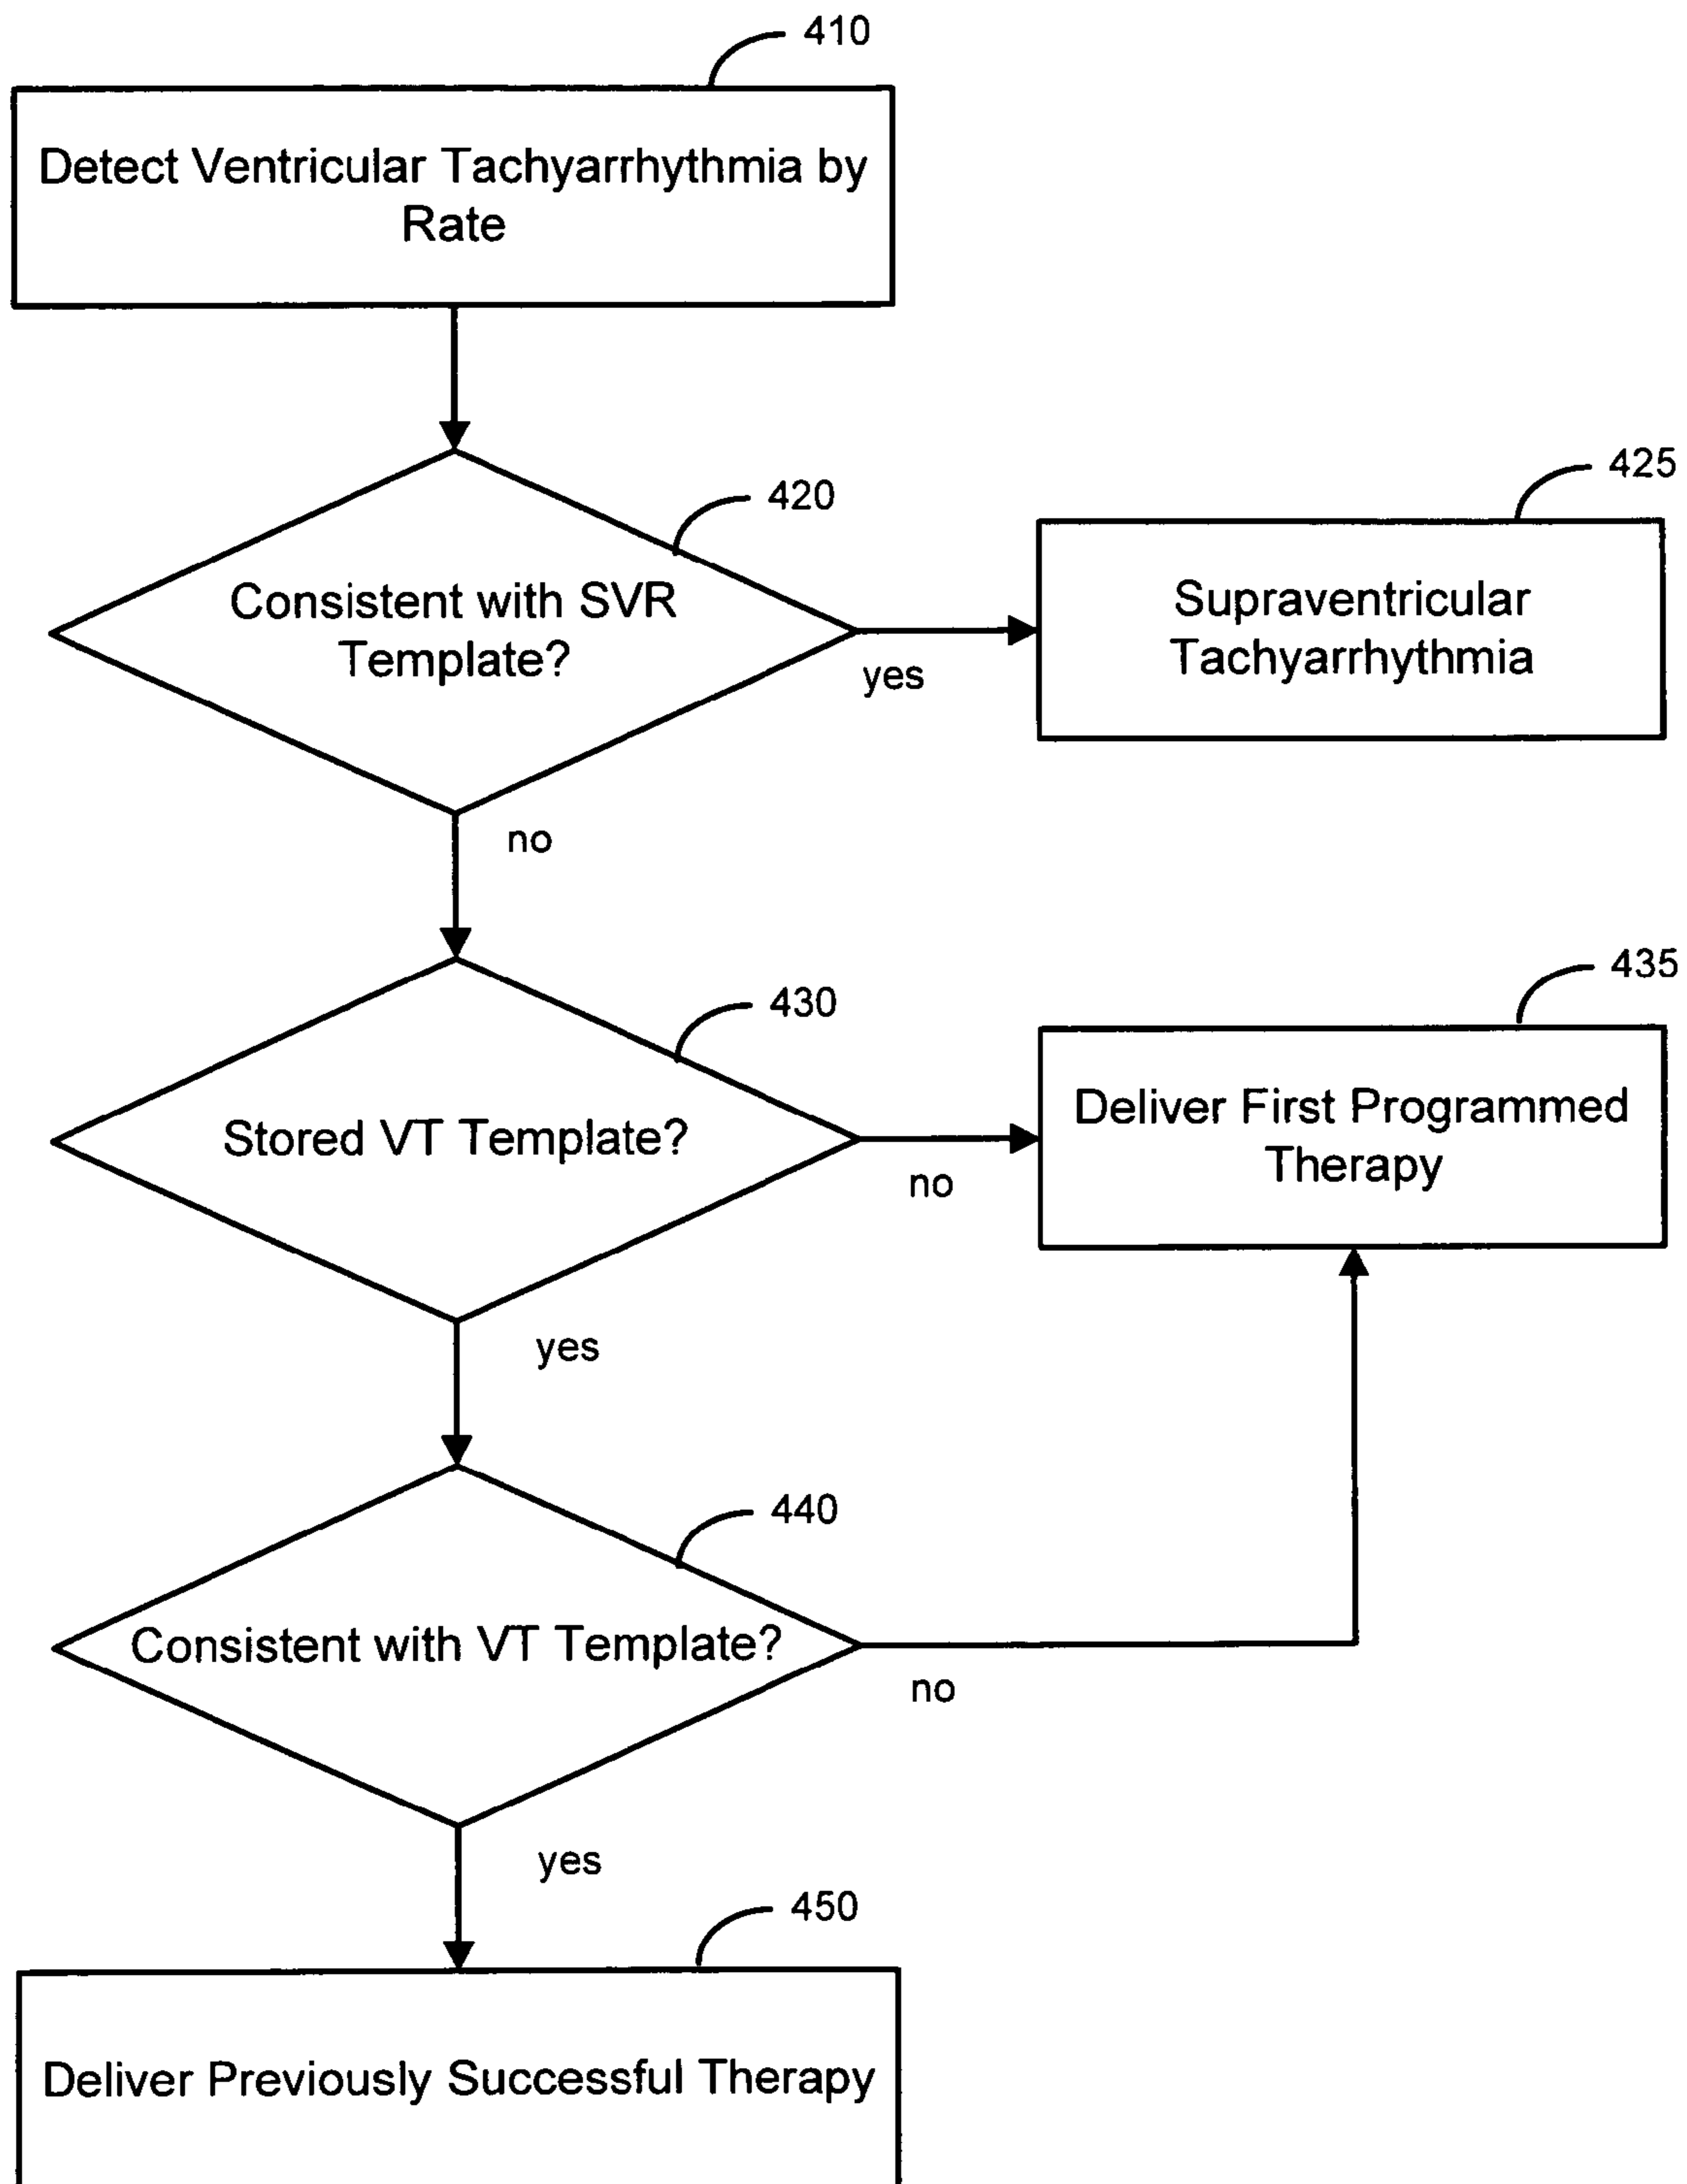 410
Detect Ventricular Tachyarrhythmia by
Rate
420
Consistent with SVR
Template?
yes
425
Supraventricular
Tachyarrhythmia
no
430
Stored VT Template?
no
435
Deliver First Programmed
Therapy
yes
440
Consistent with VT Template?
no
yes
450
Deliver Previously Successful Therapy